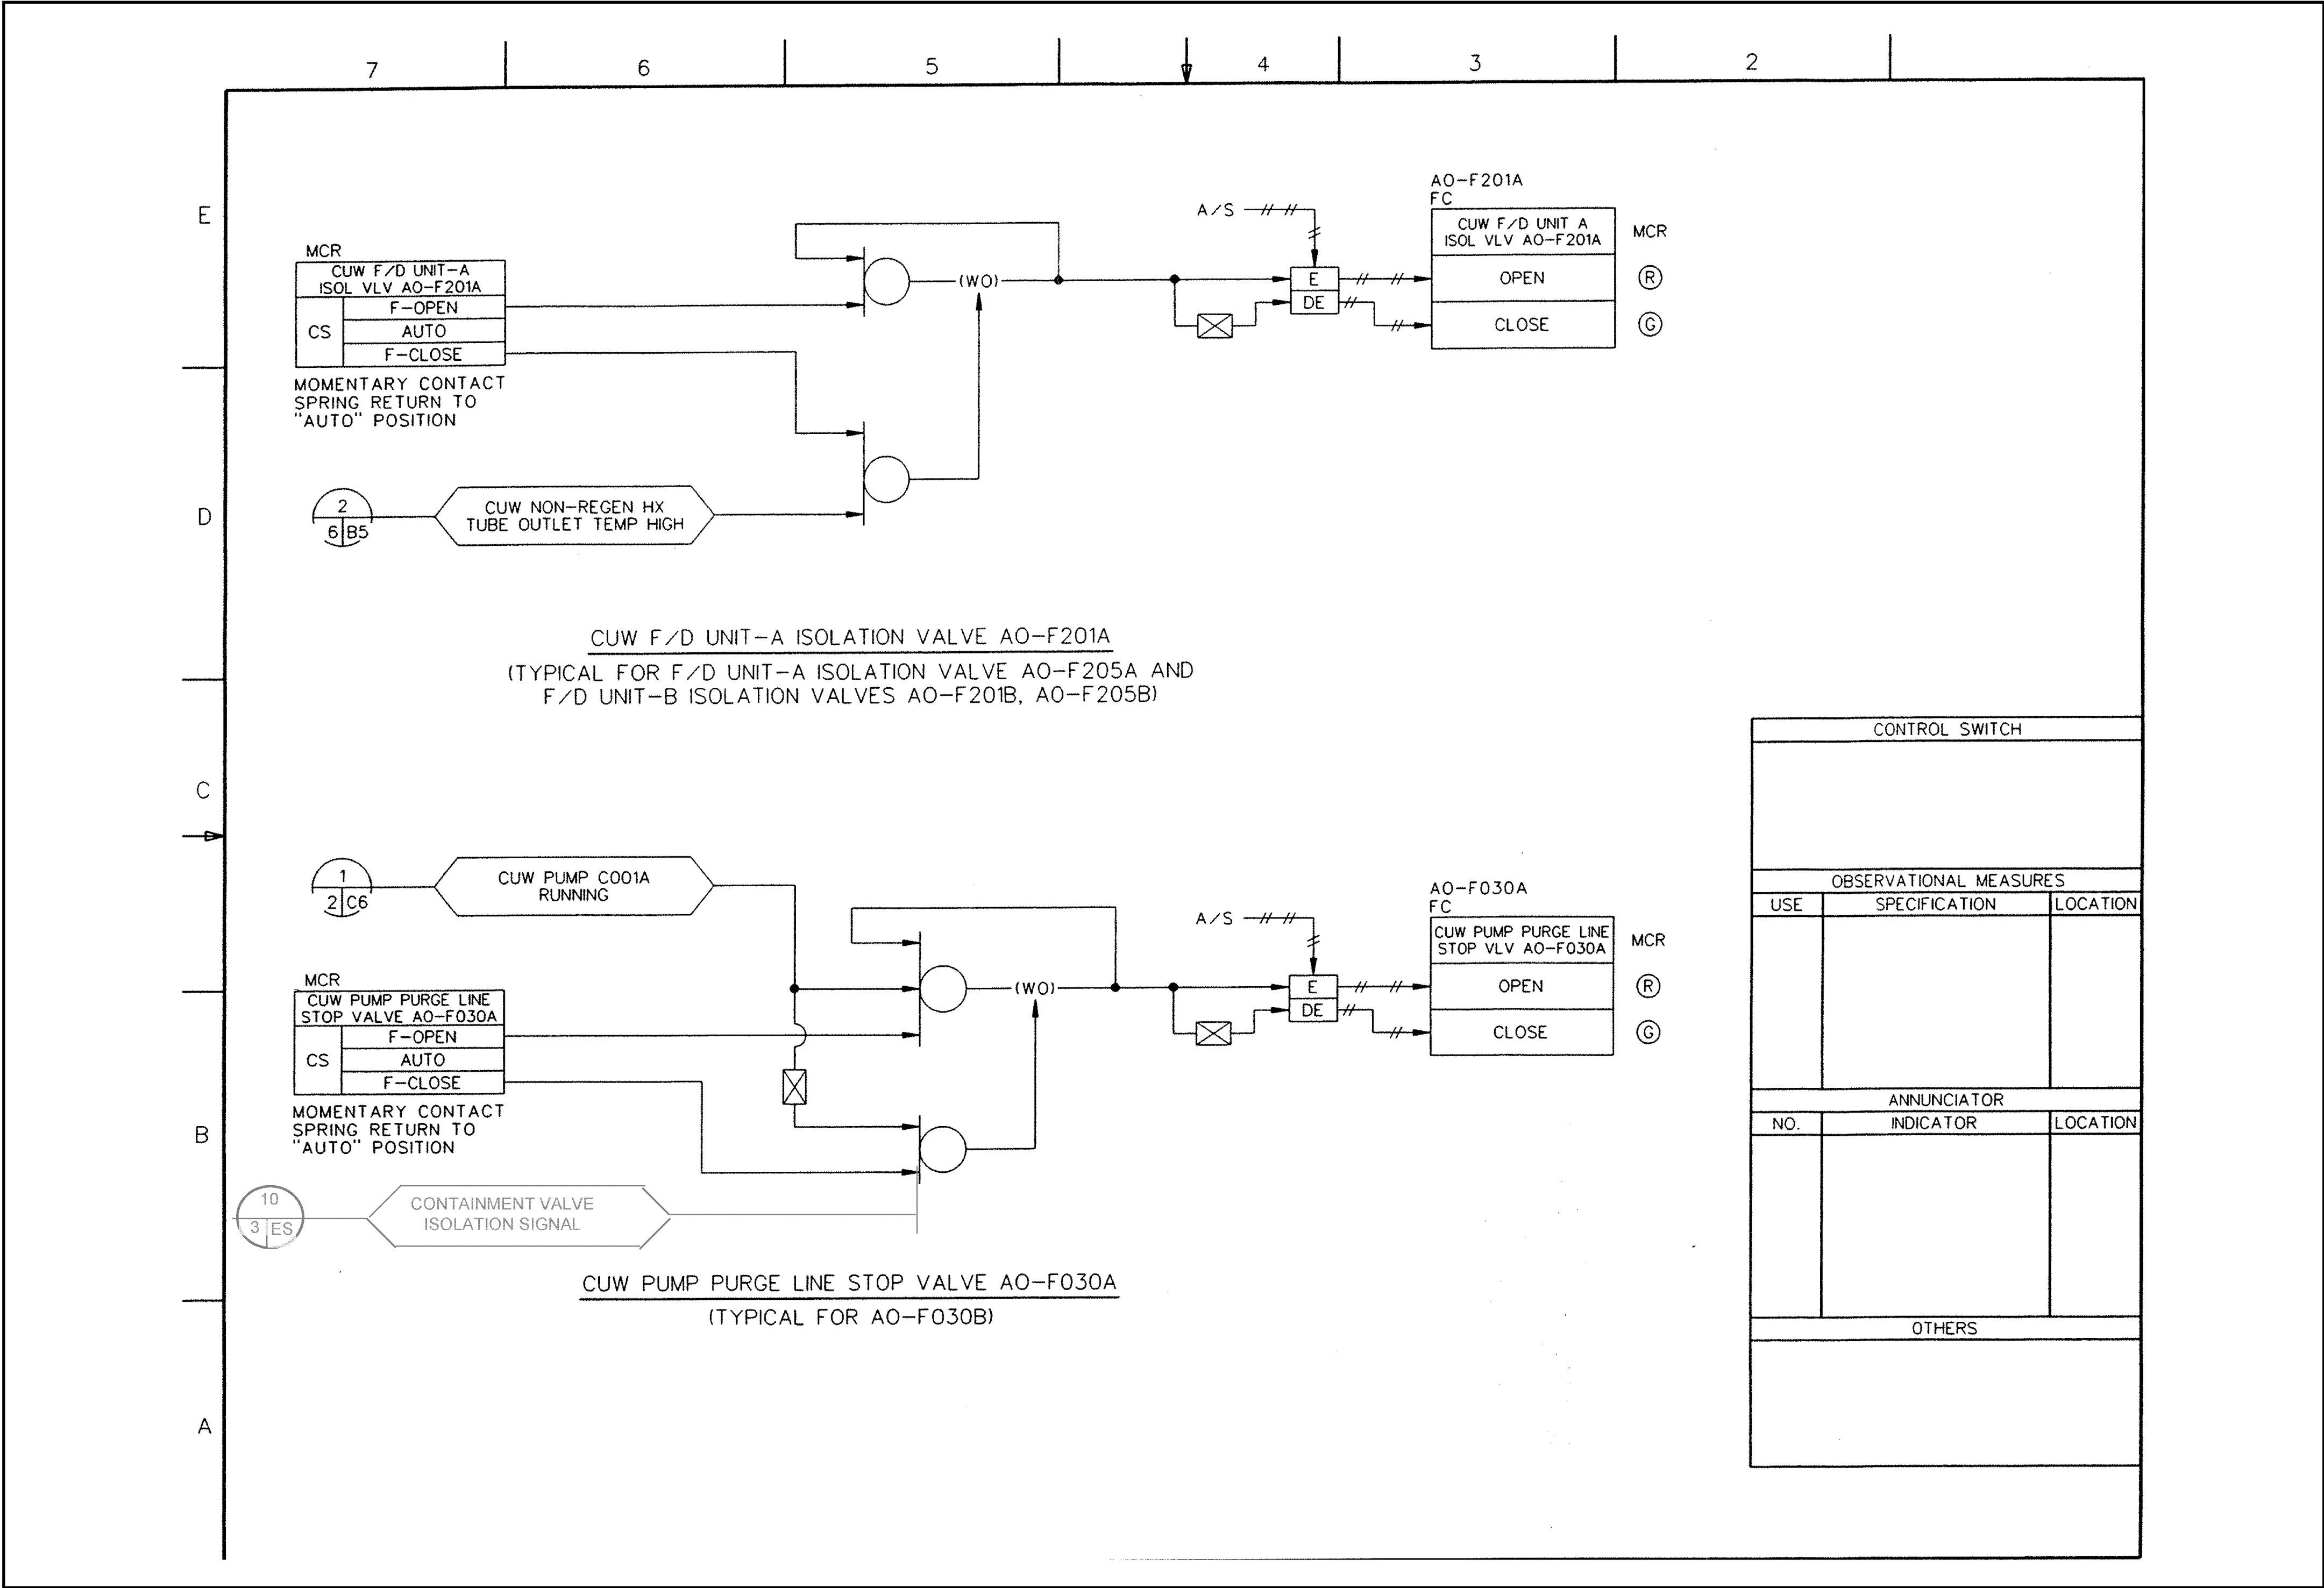 7 6 5 4 3 2
E
D
C
B
A
MCR
CUW F/D UNIT-A
ISOL VLV AO-F201A
CS
F-OPEN
AUTO
F-CLOSE
MOMENTARY CONTACT
SPRING RETURN TO
"AUTO" POSITION
2
6 B5
CUW NON-REGEN HX
TUBE OUTLET TEMP HIGH
(WO)
A/S
E
DE
AO-F201A
FC
CUW F/D UNIT A
ISOL VLV AO-F201A
MCR
OPEN
R
CLOSE
G
CUW F/D UNIT-A ISOLATION VALVE AO-F201A
(TYPICAL FOR F/D UNIT-A ISOLATION VALVE AO-F205A AND
F/D UNIT-B ISOLATION VALVES AO-F201B, AO-F205B)
1
2 C6
CUW PUMP C001A
RUNNING
MCR
CUW PUMP PURGE LINE
STOP VALVE AO-F030A
CS
F-OPEN
AUTO
F-CLOSE
MOMENTARY CONTACT
SPRING RETURN TO
"AUTO" POSITION
10
3 ES
CONTAINMENT VALVE
ISOLATION SIGNAL
(WO)
A/S
E
DE
AO-F030A
FC
CUW PUMP PURGE LINE
STOP VLV AO-F030A
MCR
OPEN
R
CLOSE
G
CUW PUMP PURGE LINE STOP VALVE AO-F030A
(TYPICAL FOR AO-F030B)
CONTROL SWITCH
OBSERVATIONAL MEASURES
USE SPECIFICATION LOCATION
ANNUNCIATOR
NO. INDICATOR LOCATION
OTHERS